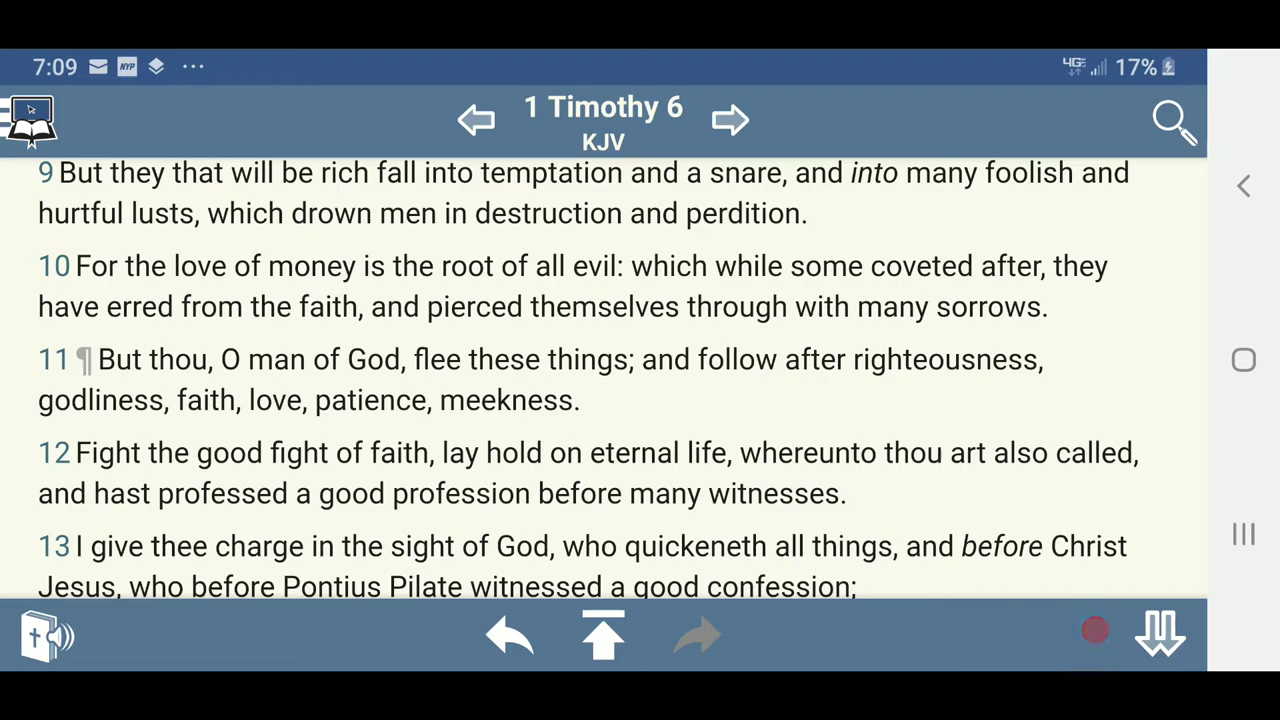 7:09 NYP ... 4GE 17%
1 Timothy 6
KJV
9 But they that will be rich fall into temptation and a snare, and into many foolish and
hurtful lusts, which drown men in destruction and perdition.
10 For the love of money is the root of all evil: which while some coveted after, they
have erred from the faith, and pierced themselves through with many sorrows.
11 ¶ But thou, O man of God, flee these things; and follow after righteousness,
godliness, faith, love, patience, meekness.
12 Fight the good fight of faith, lay hold on eternal life, whereunto thou art also called,
and hast professed a good profession before many witnesses.
13 I give thee charge in the sight of God, who quickeneth all things, and before Christ
Jesus, who before Pontius Pilate witnessed a good confession;